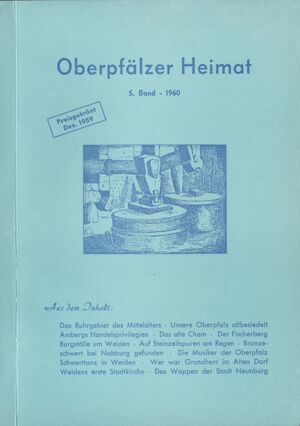 Oberpfälzer Heimat
5. Band - 1960
Preisgekrönt
Dez. 1959
Aus dem Inhalt:
Das Ruhrgebiet des Mittelalters · Unsere Oberpfalz altbesiedelt
Ambergs Handelsprivilegien · Das alte Cham · Der Fischerberg
Burgställe um Weiden · Auf Steinzeitspuren am Regen · Bronze-
schwert bei Nabburg gefunden · Die Musiker der Oberpfalz
Schwerttanz in Weiden · Wer war Grundherr im Alten Dorf
Weidens erste Stadtkirche · Das Wappen der Stadt Neunburg